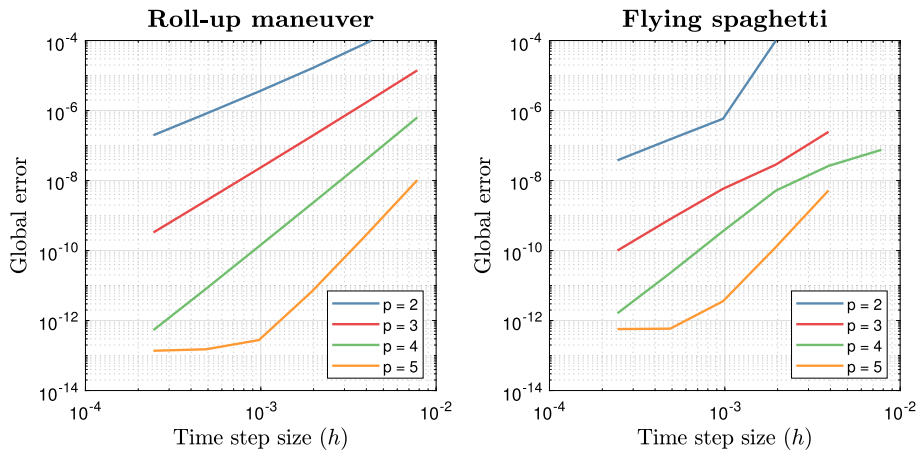 Roll-up maneuver
Global error
10^-4
10^-6
10^-8
10^-10
10^-12
10^-14
10^-4
10^-3
10^-2
Time step size (h)
p = 2
p = 3
p = 4
p = 5
Flying spaghetti
Global error
10^-4
10^-6
10^-8
10^-10
10^-12
10^-14
10^-4
10^-3
10^-2
Time step size (h)
p = 2
p = 3
p = 4
p = 5